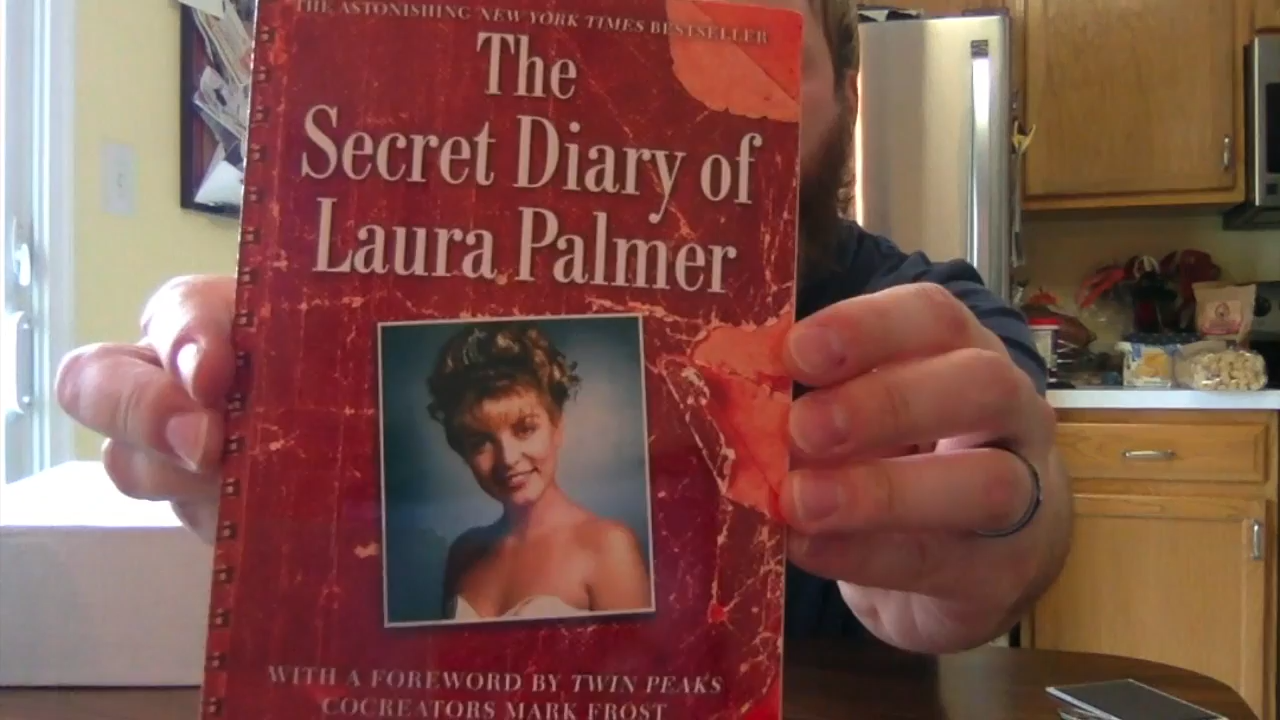 THE ASTONISHING NEW YORK TIMES BESTSELLER
The
Secret Diary of
Laura Palmer
WITH A FOREWORD BY TWIN PEAKS
COCREATORS MARK FROST